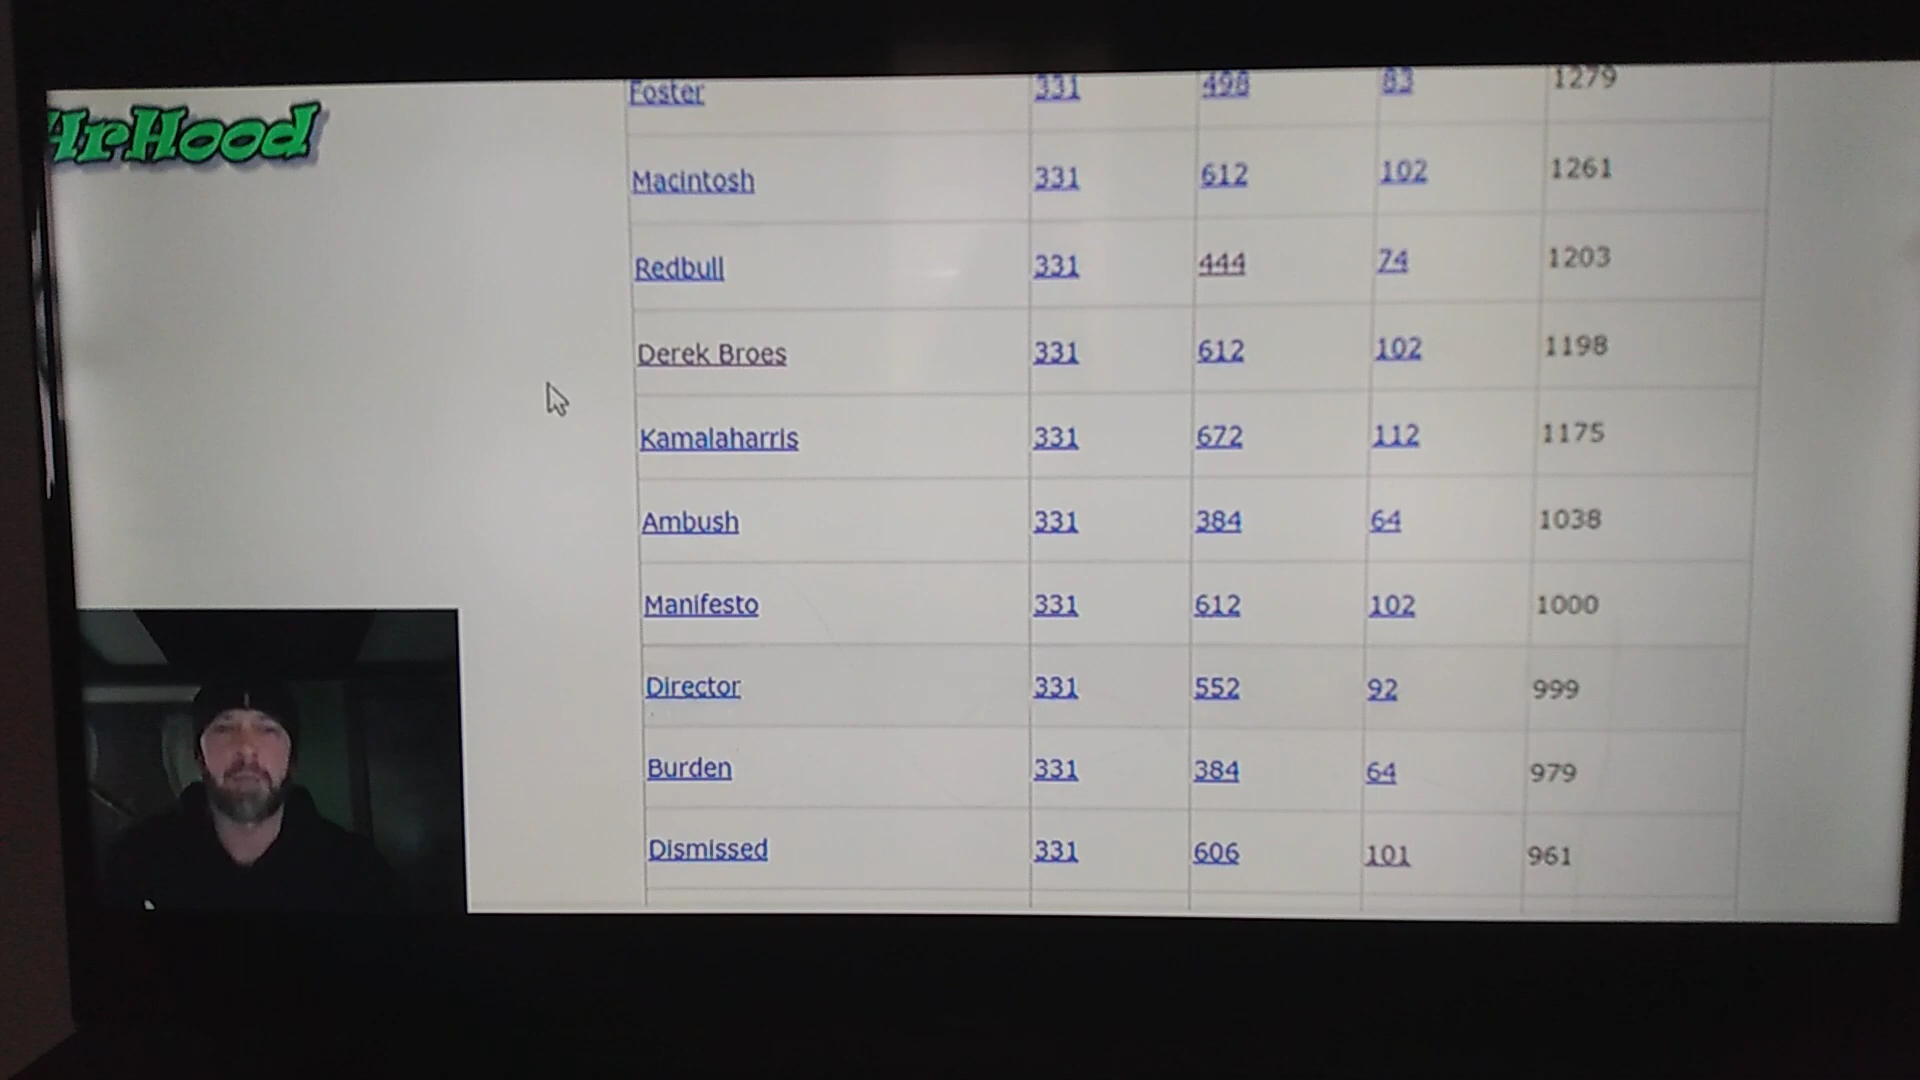 Foster 331 498 83 1279
HrHood
Macintosh 331 612 102 1261
Redbull 331 444 74 1203
Derek Broes 331 612 102 1198
Kamalaharris 331 672 112 1175
Ambush 331 384 64 1038
Manifesto 331 612 102 1000
Director 331 552 92 999
Burden 331 384 64 979
Dismissed 331 606 101 961